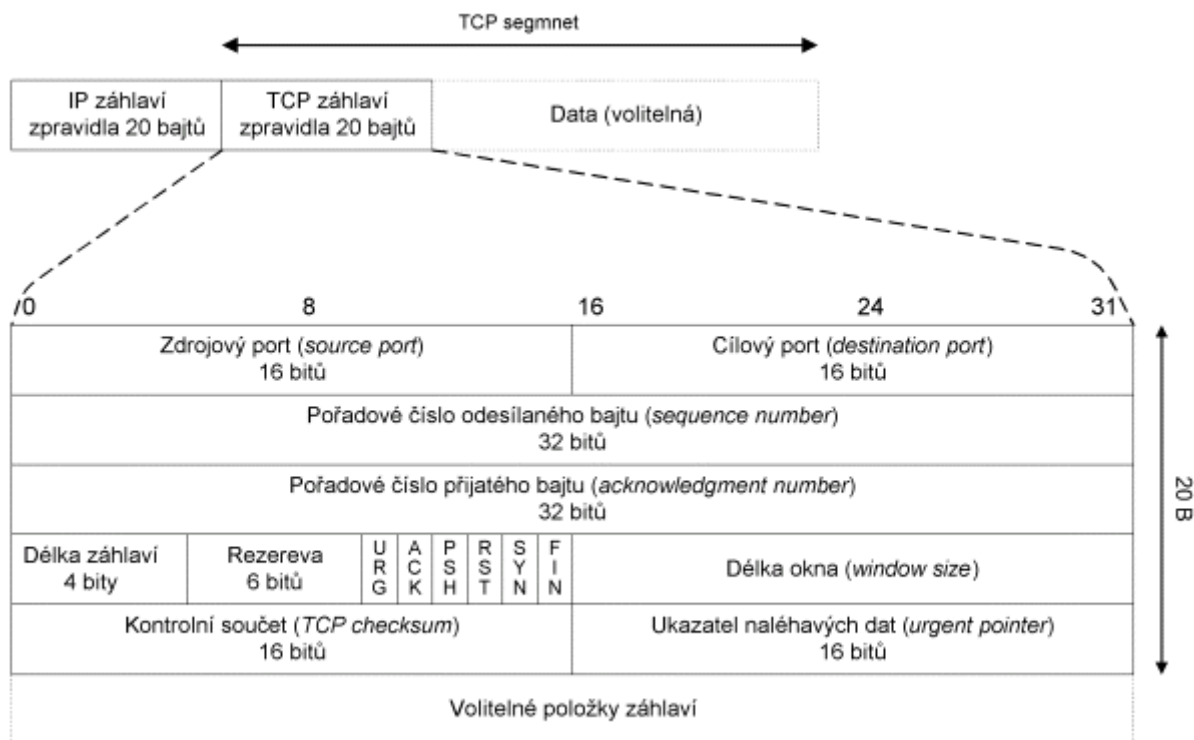 TCP segmnet
IP záhlaví
zpravidla 20 bajtů
TCP záhlaví
zpravidla 20 bajtů
Data (volitelná)
0 8 16 24 31
Zdrojový port (source port)
16 bitů
Cílový port (destination port)
16 bitů
Pořadové číslo odesílaného bajtu (sequence number)
32 bitů
Pořadové číslo přijatého bajtu (acknowledgment number)
32 bitů
Délka záhlaví
4 bity
Rezereva
6 bitů
URG
ACK
PSH
RST
SYN
FIN
Délka okna (window size)
Kontrolní součet (TCP checksum)
16 bitů
Ukazatel naléhavých dat (urgent pointer)
16 bitů
20 B
Volitelné položky záhlaví